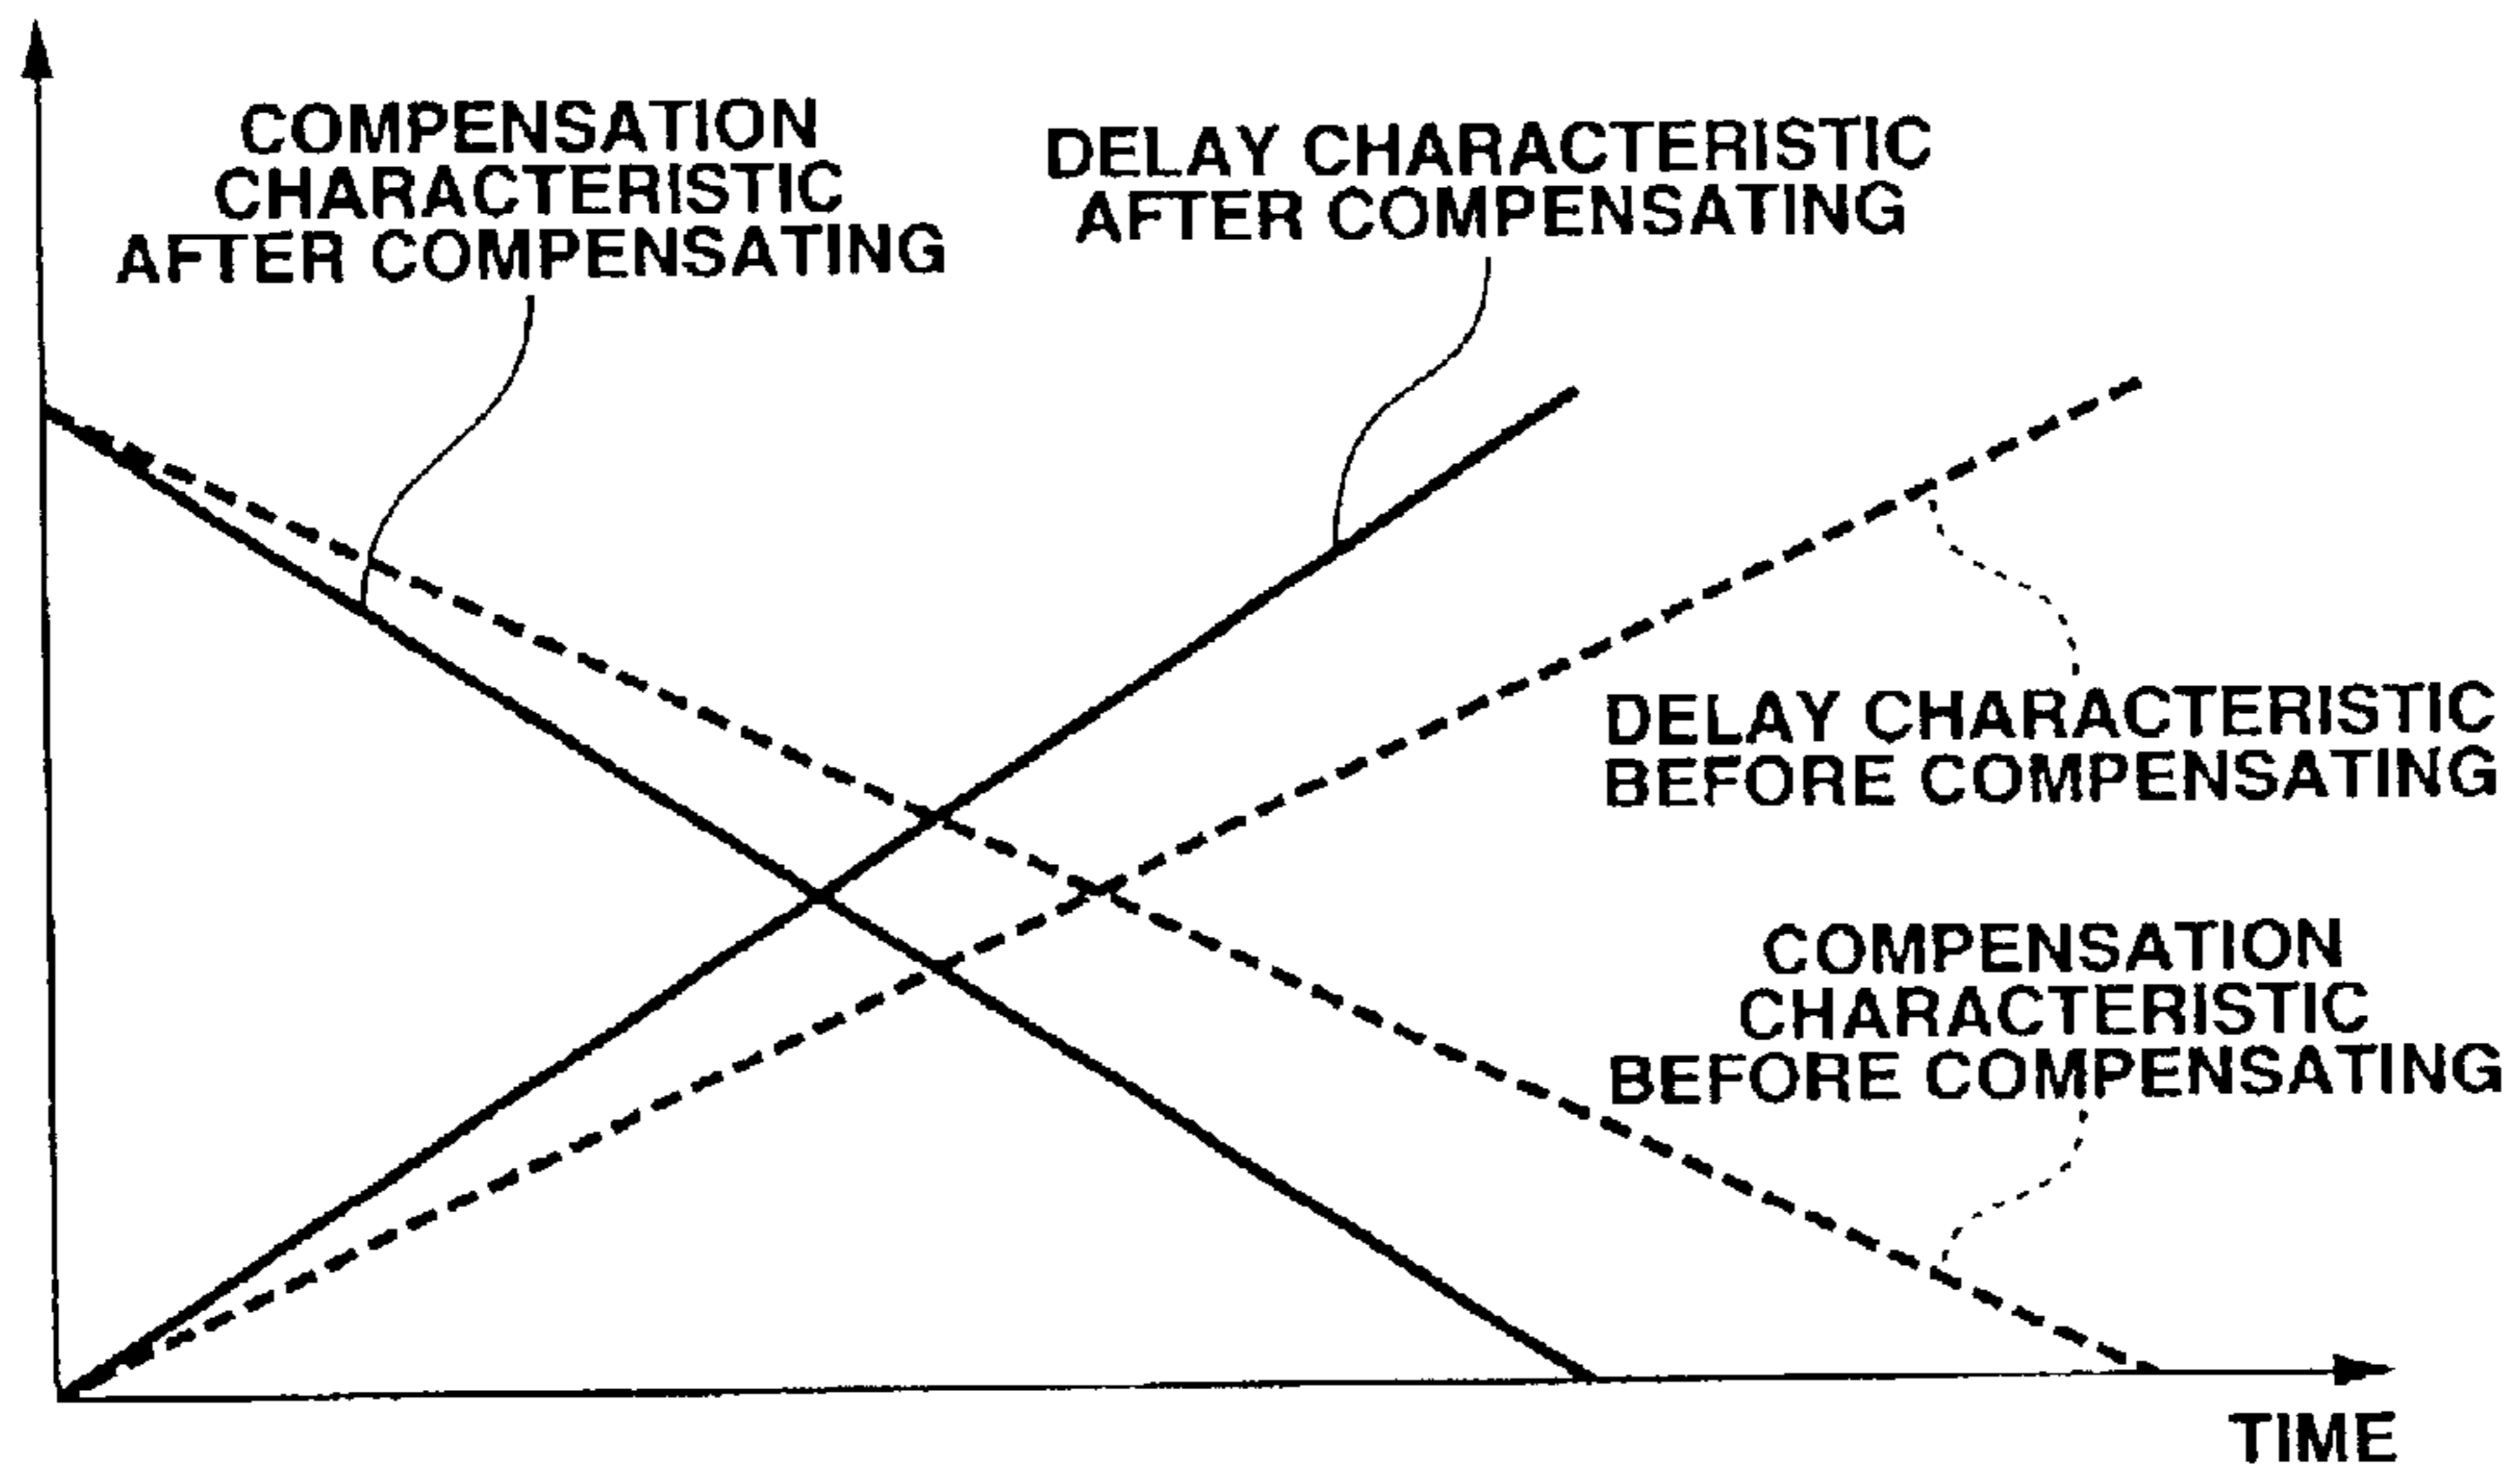 COMPENSATION
CHARACTERISTIC
AFTER COMPENSATING
DELAY CHARACTERISTIC
AFTER COMPENSATING
DELAY CHARACTERISTIC
BEFORE COMPENSATING
COMPENSATION
CHARACTERISTIC
BEFORE COMPENSATING
TIME